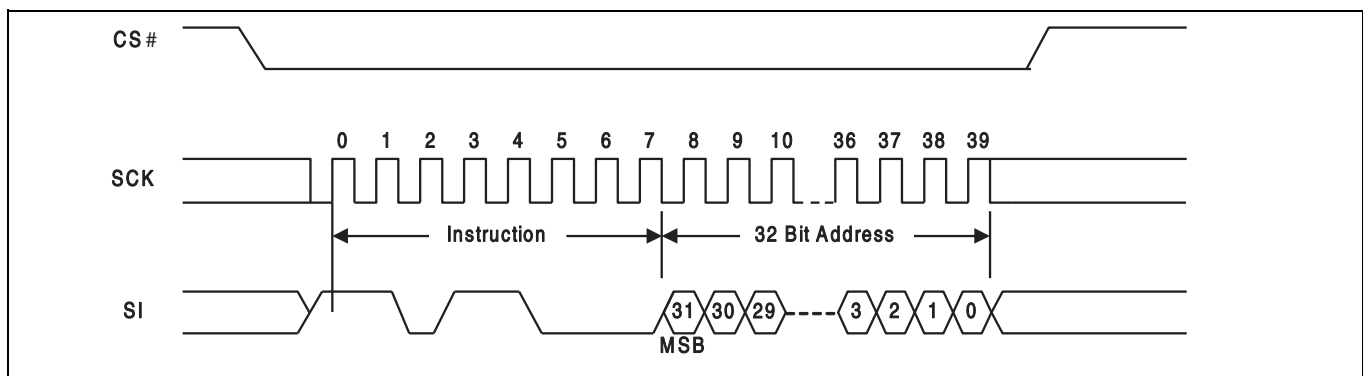 CS#
0 1 2 3 4 5 6 7 8 9 10 36 37 38 39
SCK
Instruction 32 Bit Address
SI 31 30 29 3 2 1 0
MSB